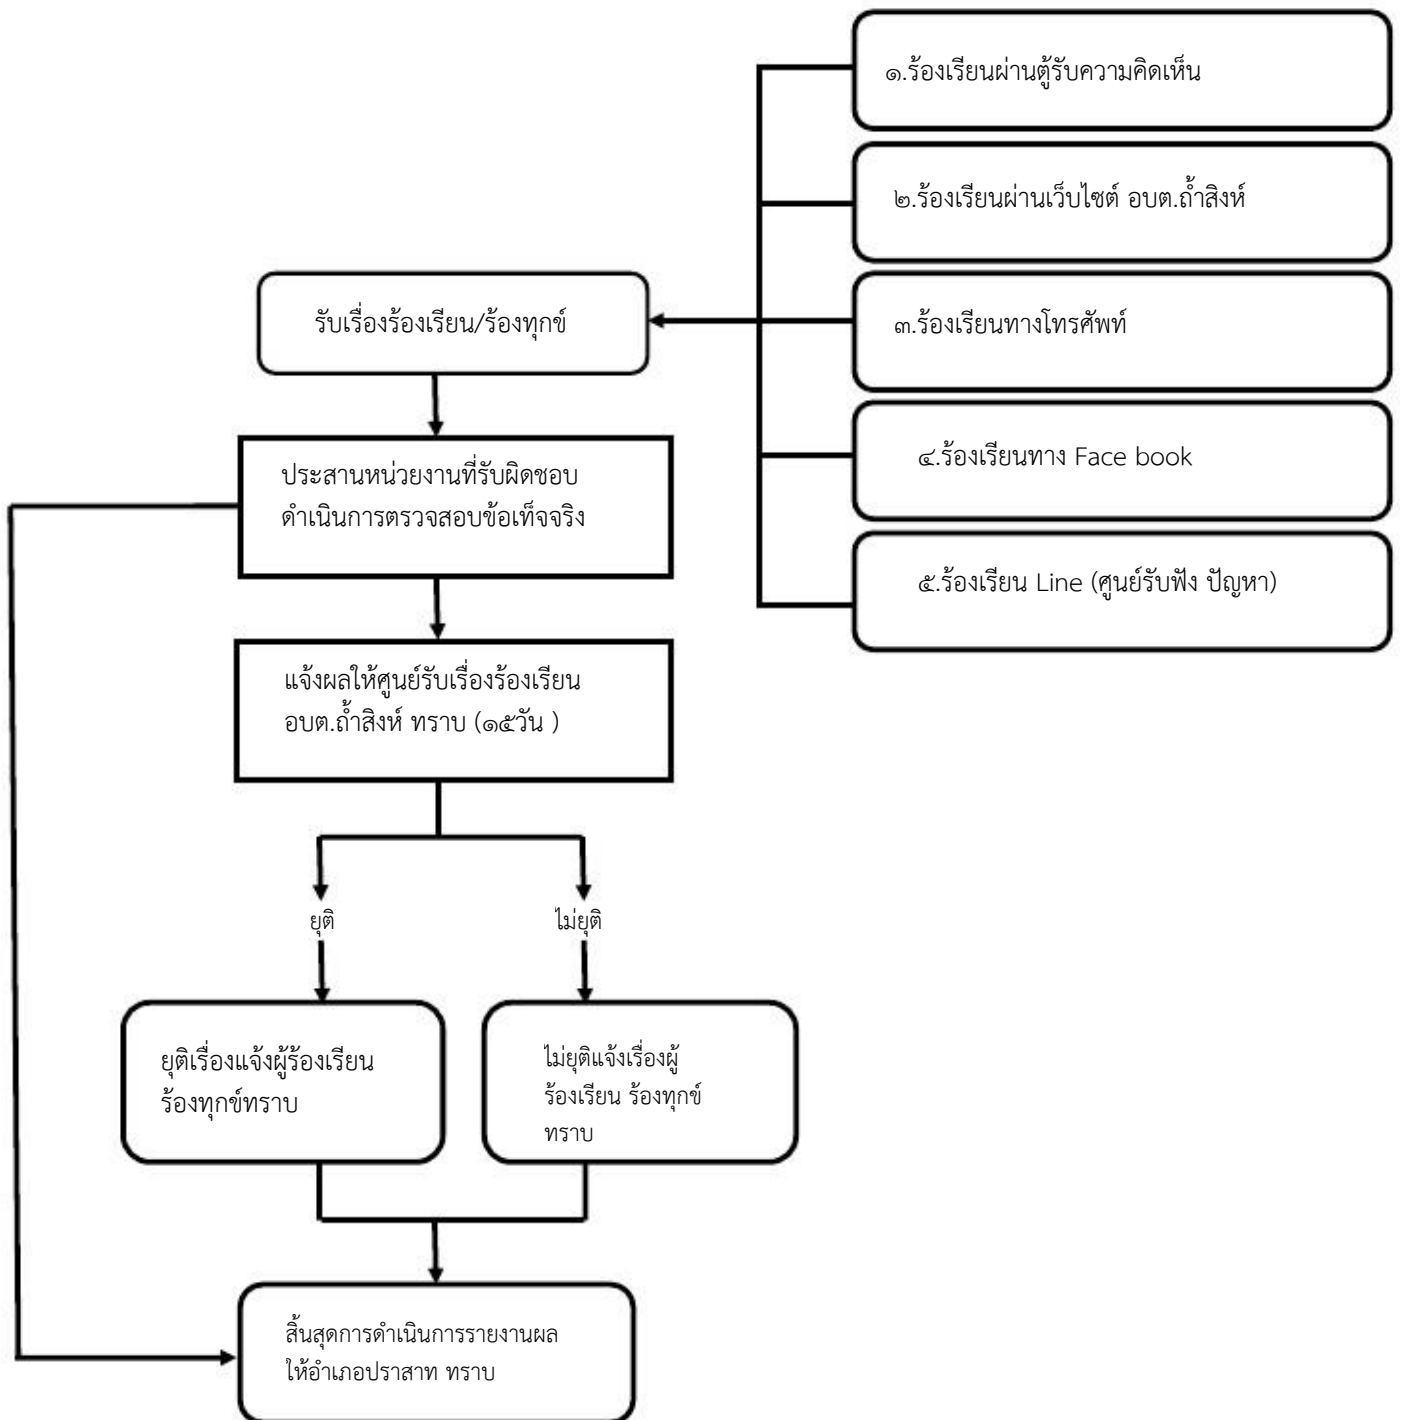 ๑.ร้องเรียนผ่านตู้รับความคิดเห็น
๒.ร้องเรียนผ่านเว็บไซต์ อบต.ถ้ำสิงห์
รับเรื่องร้องเรียน/ร้องทุกข์
๓.ร้องเรียนทางโทรศัพท์
๔.ร้องเรียนทาง Face book
ประสานหน่วยงานที่รับผิดชอบ
ดำเนินการตรวจสอบข้อเท็จจริง
๕.ร้องเรียน Line (ศูนย์รับฟัง ปัญหา)
แจ้งผลให้ศูนย์รับเรื่องร้องเรียน
อบต.ถ้ำสิงห์ ทราบ (๑๕วัน )
ยุติ
ไม่ยุติ
ยุติเรื่องแจ้งผู้ร้องเรียน
ร้องทุกข์ทราบ
ไม่ยุติแจ้งเรื่องผู้
ร้องเรียน ร้องทุกข์
ทราบ
สิ้นสุดการดำเนินการรายงานผล
ให้อำเภอปราสาท ทราบ